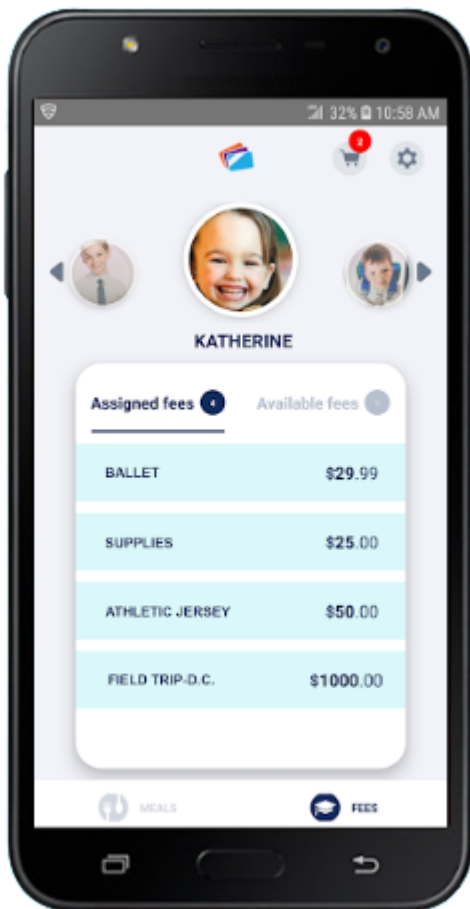 32% 10:58 AM
2
KATHERINE
Assigned fees 4 Available fees
BALLET $29.99
SUPPLIES $25.00
ATHLETIC JERSEY $50.00
FIELD TRIP-D.C. $1000.00
MEALS FEES